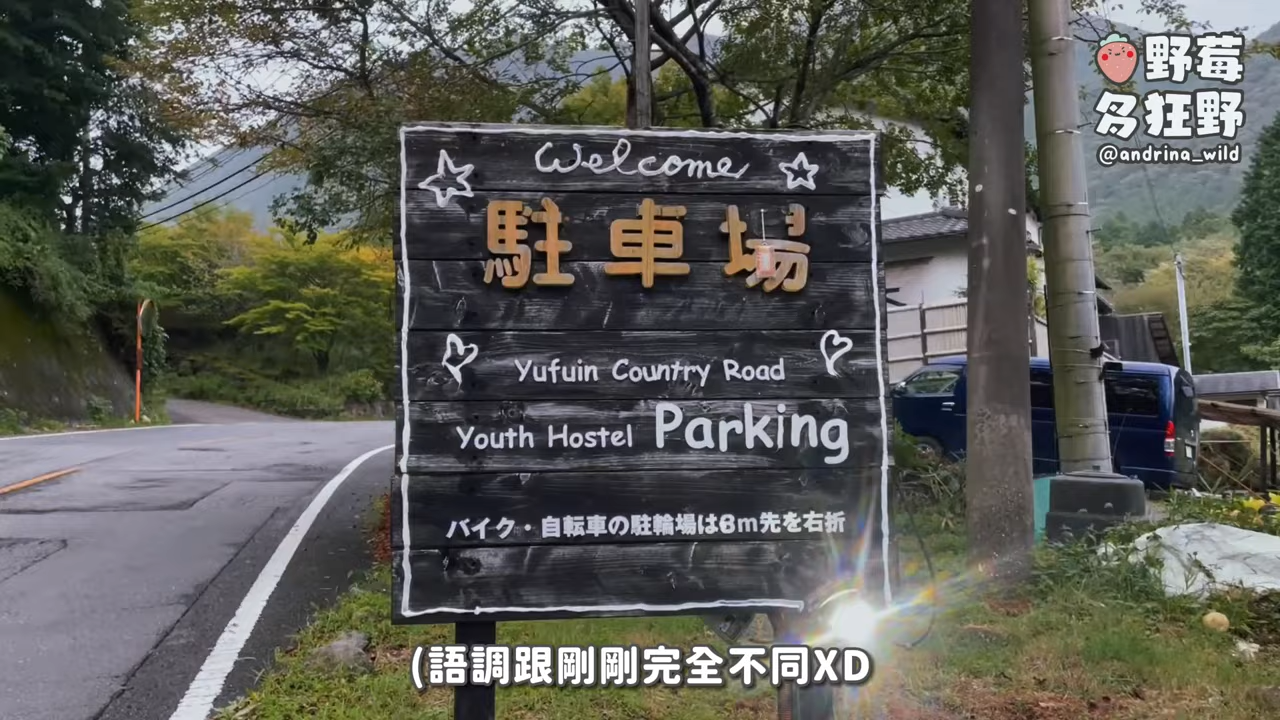 野莓
多狂野
@andrina_wild
Welcome
駐車場
Yufuin Country Road
Youth Hostel Parking
バイク・自転車の駐輪場は8m先を右折
(語調跟剛剛完全不同XD